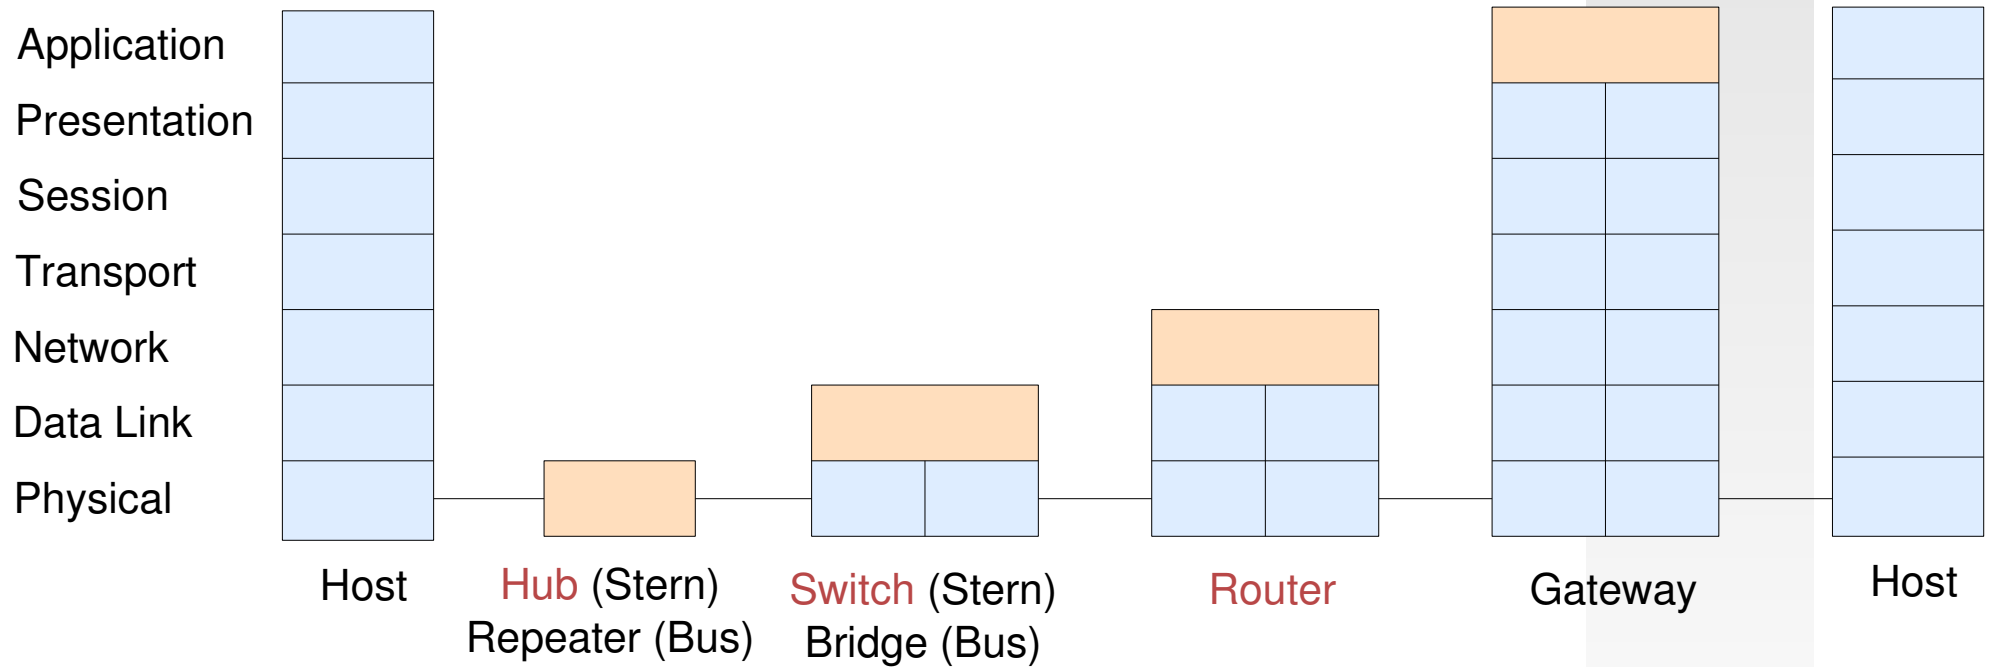 Application
Presentation
Session
Transport
Network
Data Link
Physical
Host
Hub (Stern)
Repeater (Bus)
Switch (Stern)
Bridge (Bus)
Router
Gateway
Host